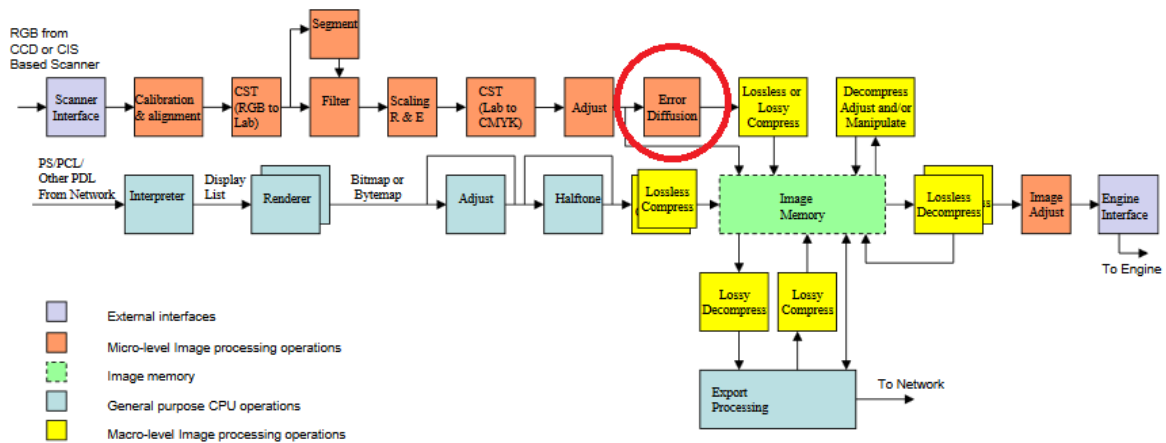 RGB from
CCD or CIS
Based Scanner
Segment
Scanner
Interface
Calibration
& alignment
CST
(RGB to
Lab)
Filter
Scaling
R & E
CST
(Lab to
CMYK)
Adjust
Error
Diffusion
Lossless or
Lossy
Compress
Decompress
Adjust and/or
Manipulate
PS/PCL/
Other PDL
From Network
Interpreter
Display
List
Renderer
Bitmap or
Bytemap
Adjust
Halftone
Lossless
Compress
Image
Memory
Lossless
Decompress
Image
Adjust
Engine
Interface
To Engine
Lossy
Decompress
Lossy
Compress
Export
Processing
To Network
External interfaces
Micro-level Image processing operations
Image memory
General purpose CPU operations
Macro-level Image processing operations